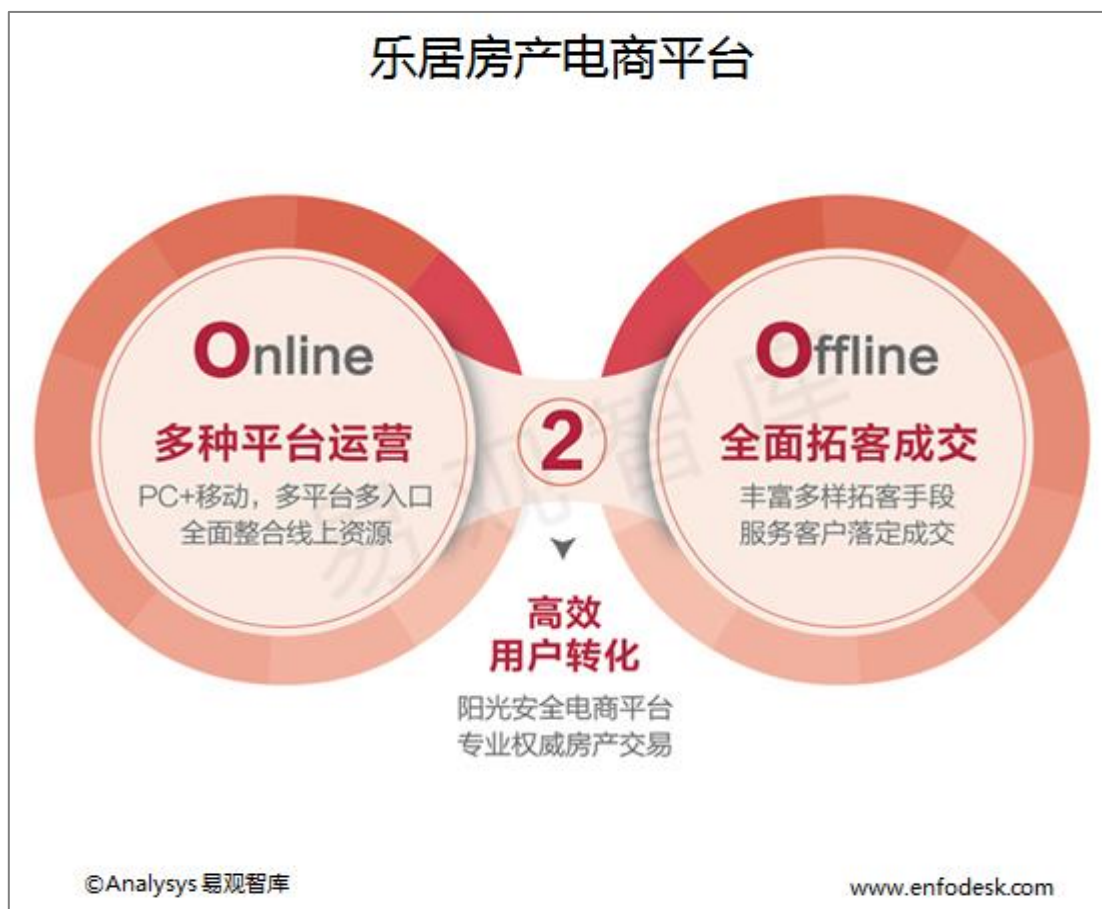 乐居房产电商平台
Online
多种平台运营
PC+移动，多平台多入口
全面整合线上资源
2
Offline
全面拓客成交
丰富多样拓客手段
服务客户落定成交
高效
用户转化
阳光安全电商平台
专业权威房产交易
易观智库
©Analysys 易观智库
www.enfodesk.com